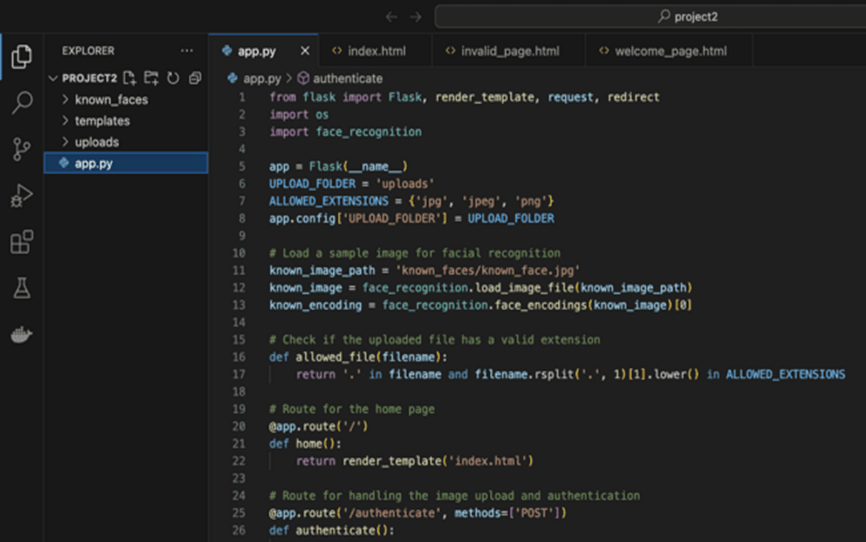 project2
EXPLORER
app.py
index.html
invalid_page.html
welcome_page.html
PROJECT2
known_faces
templates
uploads
app.py
app.py > authenticate
1 from flask import Flask, render_template, request, redirect
2 import os
3 import face_recognition
4
5 app = Flask(__name__)
6 UPLOAD_FOLDER = 'uploads'
7 ALLOWED_EXTENSIONS = {'jpg', 'jpeg', 'png'}
8 app.config['UPLOAD_FOLDER'] = UPLOAD_FOLDER
9
10 # Load a sample image for facial recognition
11 known_image_path = 'known_faces/known_face.jpg'
12 known_image = face_recognition.load_image_file(known_image_path)
13 known_encoding = face_recognition.face_encodings(known_image)[0]
14
15 # Check if the uploaded file has a valid extension
16 def allowed_file(filename):
17     return '.' in filename and filename.rsplit('.', 1)[1].lower() in ALLOWED_EXTENSIONS
18
19 # Route for the home page
20 @app.route('/')
21 def home():
22     return render_template('index.html')
23
24 # Route for handling the image upload and authentication
25 @app.route('/authenticate', methods=['POST'])
26 def authenticate():